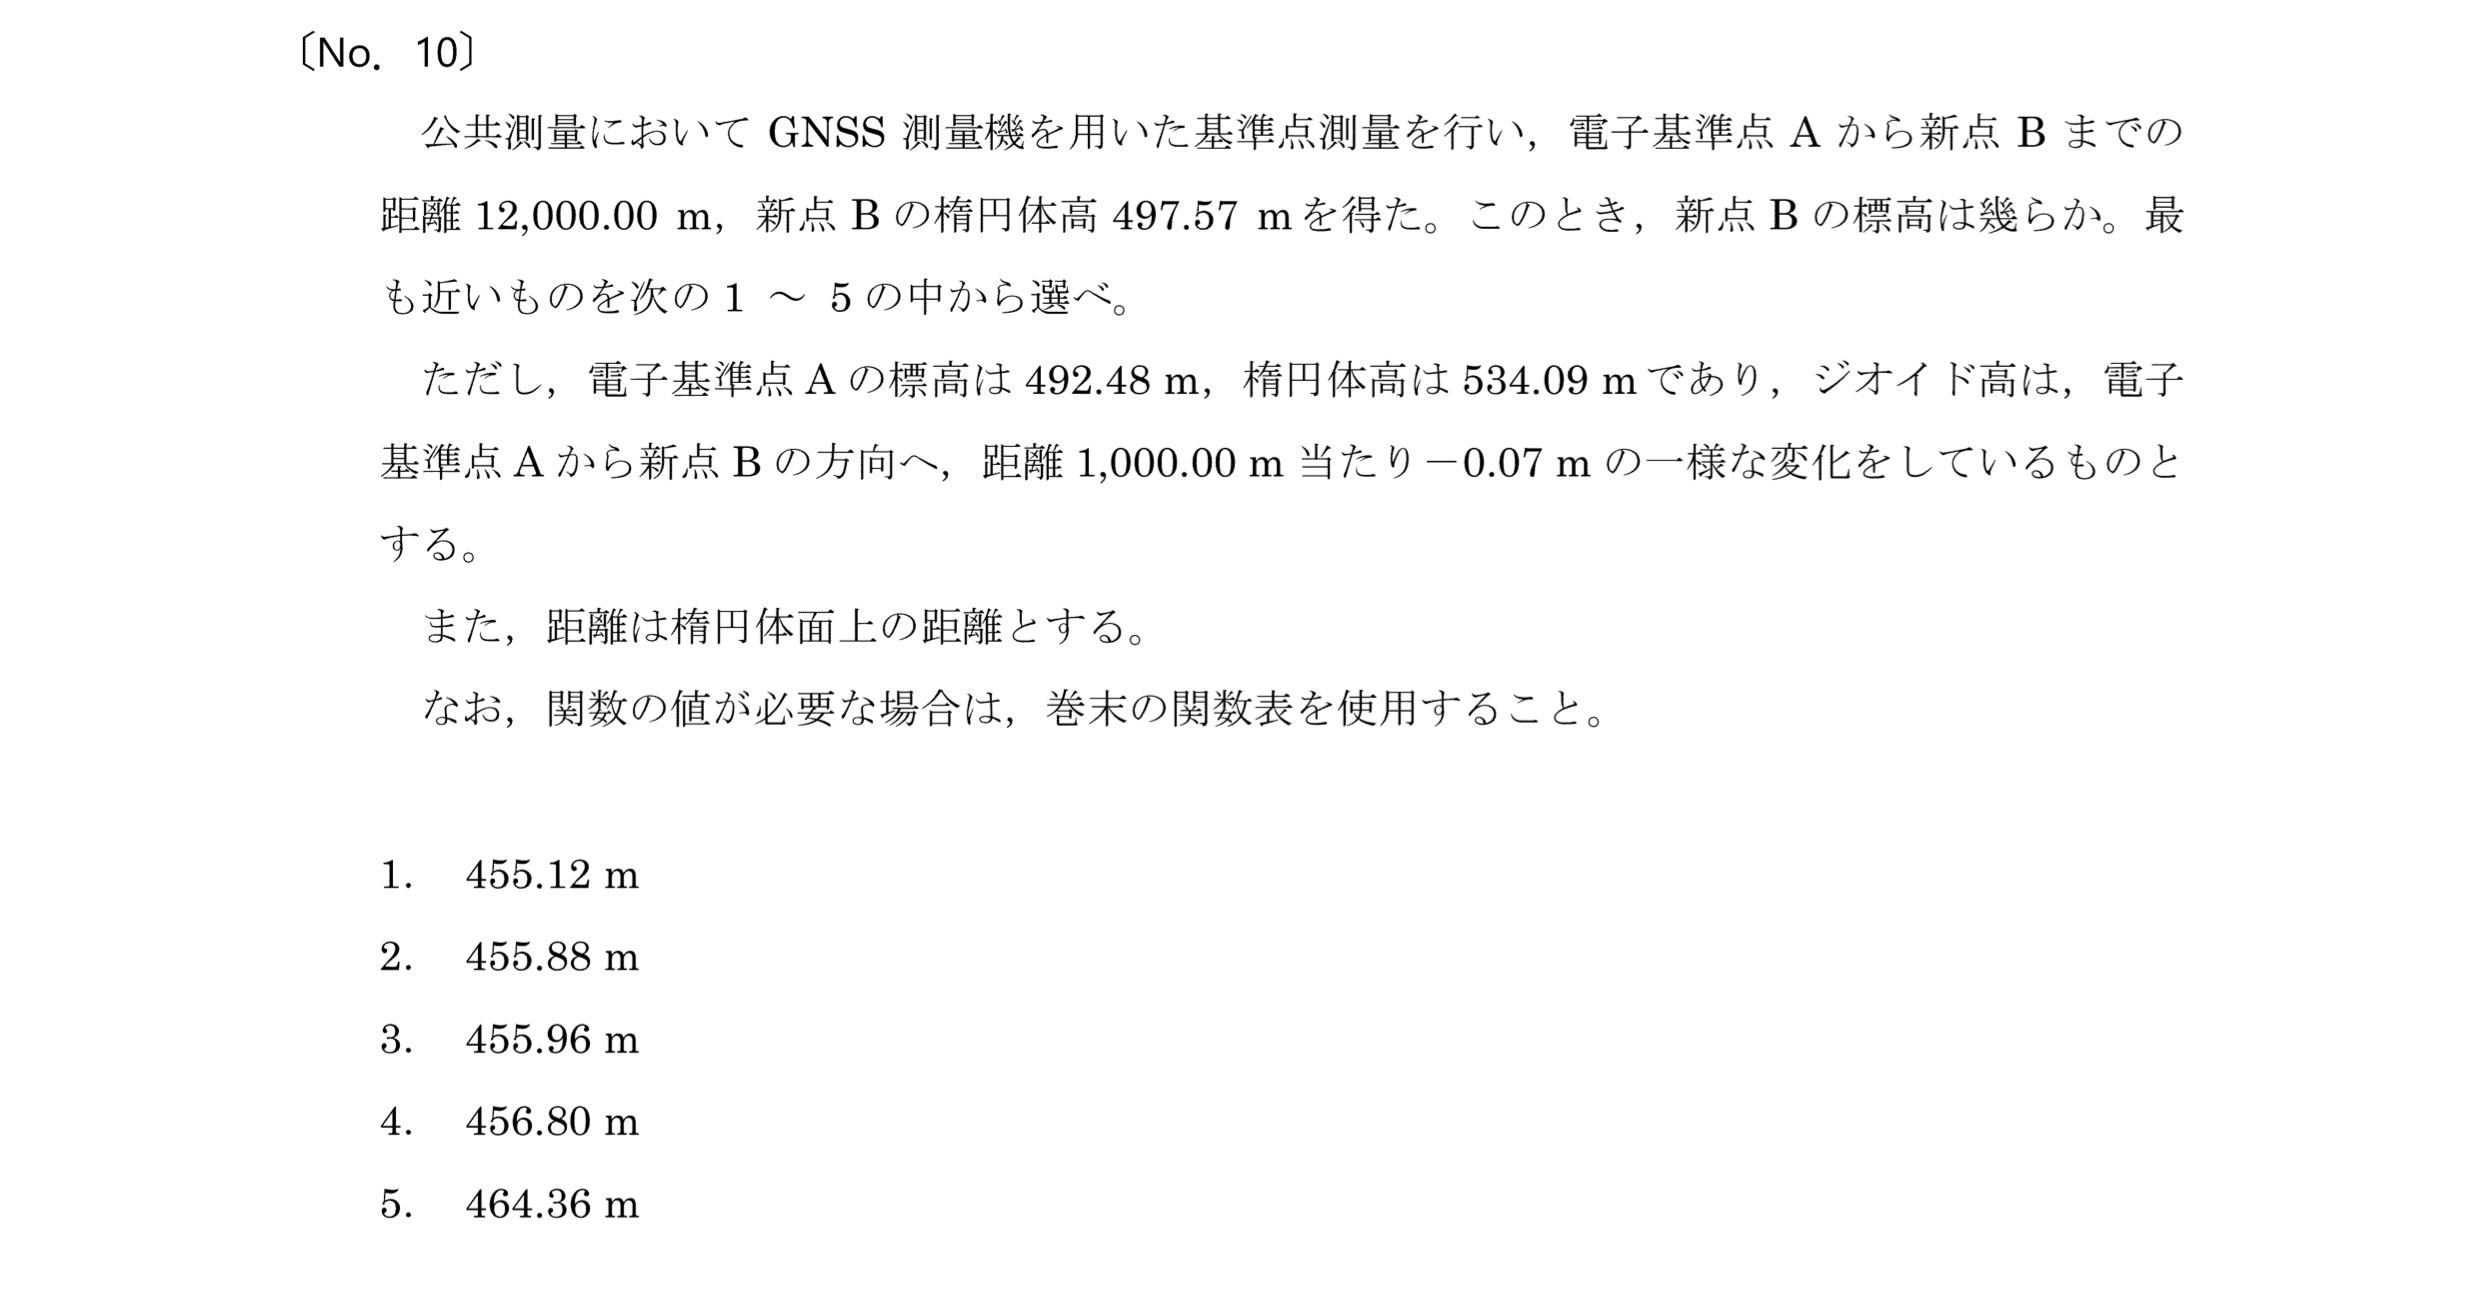 〔No．10〕
公共測量において GNSS 測量機を用いた基準点測量を行い，電子基準点 A から新点 B までの
距離 12,000.00 m，新点 B の楕円体高 497.57 m を得た。このとき，新点 B の標高は幾らか。最
も近いものを次の 1 ～ 5 の中から選べ。
ただし，電子基準点 A の標高は 492.48 m，楕円体高は 534.09 m であり，ジオイド高は，電子
基準点 A から新点 B の方向へ，距離 1,000.00 m 当たり－0.07 m の一様な変化をしているものと
する。
また，距離は楕円体面上の距離とする。
なお，関数の値が必要な場合は，巻末の関数表を使用すること。
1. 455.12 m
2. 455.88 m
3. 455.96 m
4. 456.80 m
5. 464.36 m